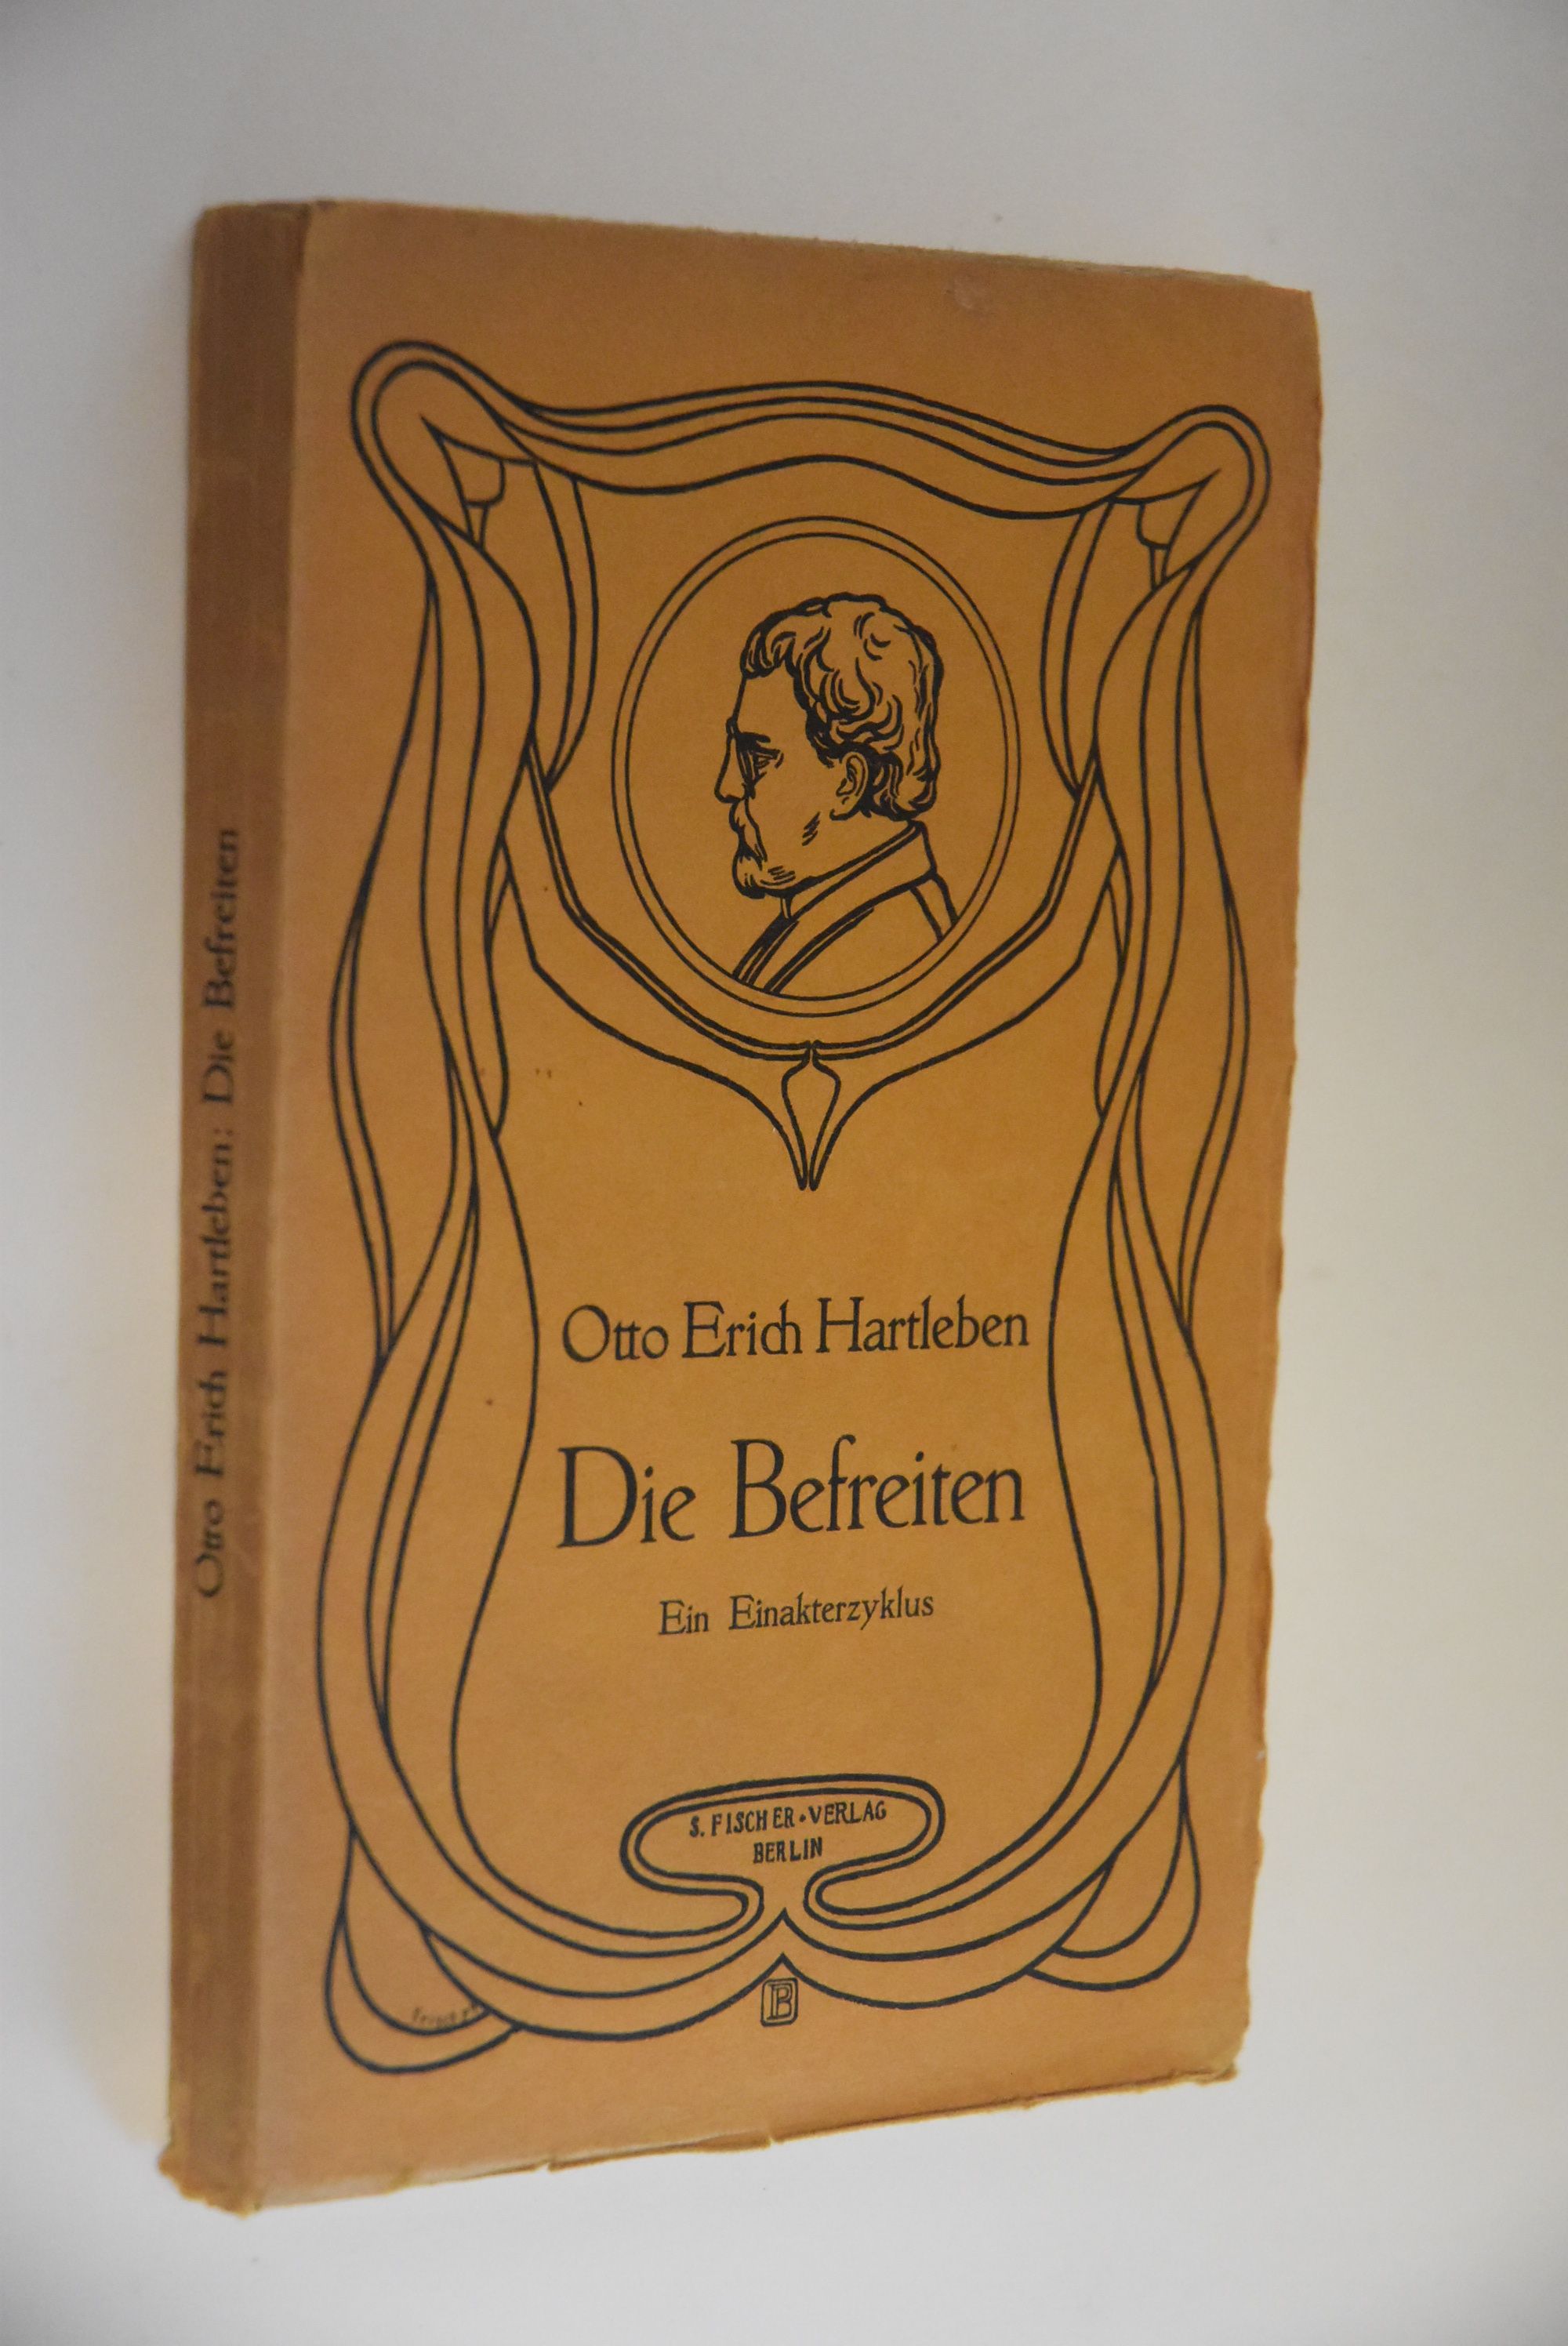 Otto Erich Hartleben: Die Befreiten
Otto Erich Hartleben
Die Befreiten
Ein Einakterzyklus
S. FISCHER • VERLAG
BERLIN
B